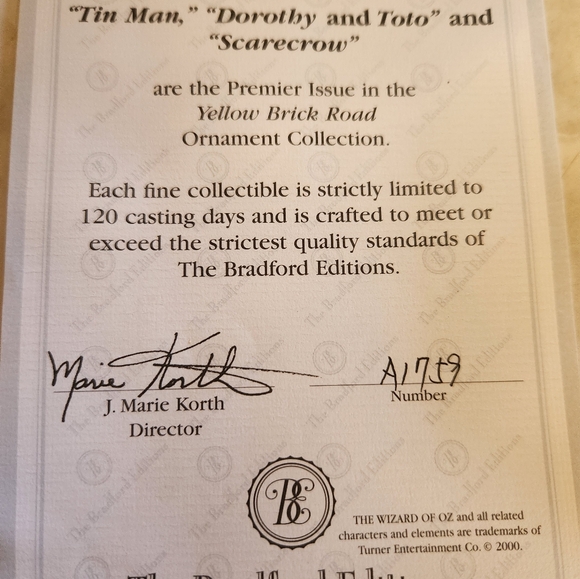 "Tin Man," "Dorothy and Toto" and
"Scarecrow"
are the Premier Issue in the
Yellow Brick Road
Ornament Collection.
Each fine collectible is strictly limited to
120 casting days and is crafted to meet or
exceed the strictest quality standards of
The Bradford Editions.
Marie Korth
A1759
J. Marie Korth
Number
Director
BE
THE WIZARD OF OZ and all related
characters and elements are trademarks of
Turner Entertainment Co. © 2000.
The Bradford Editions